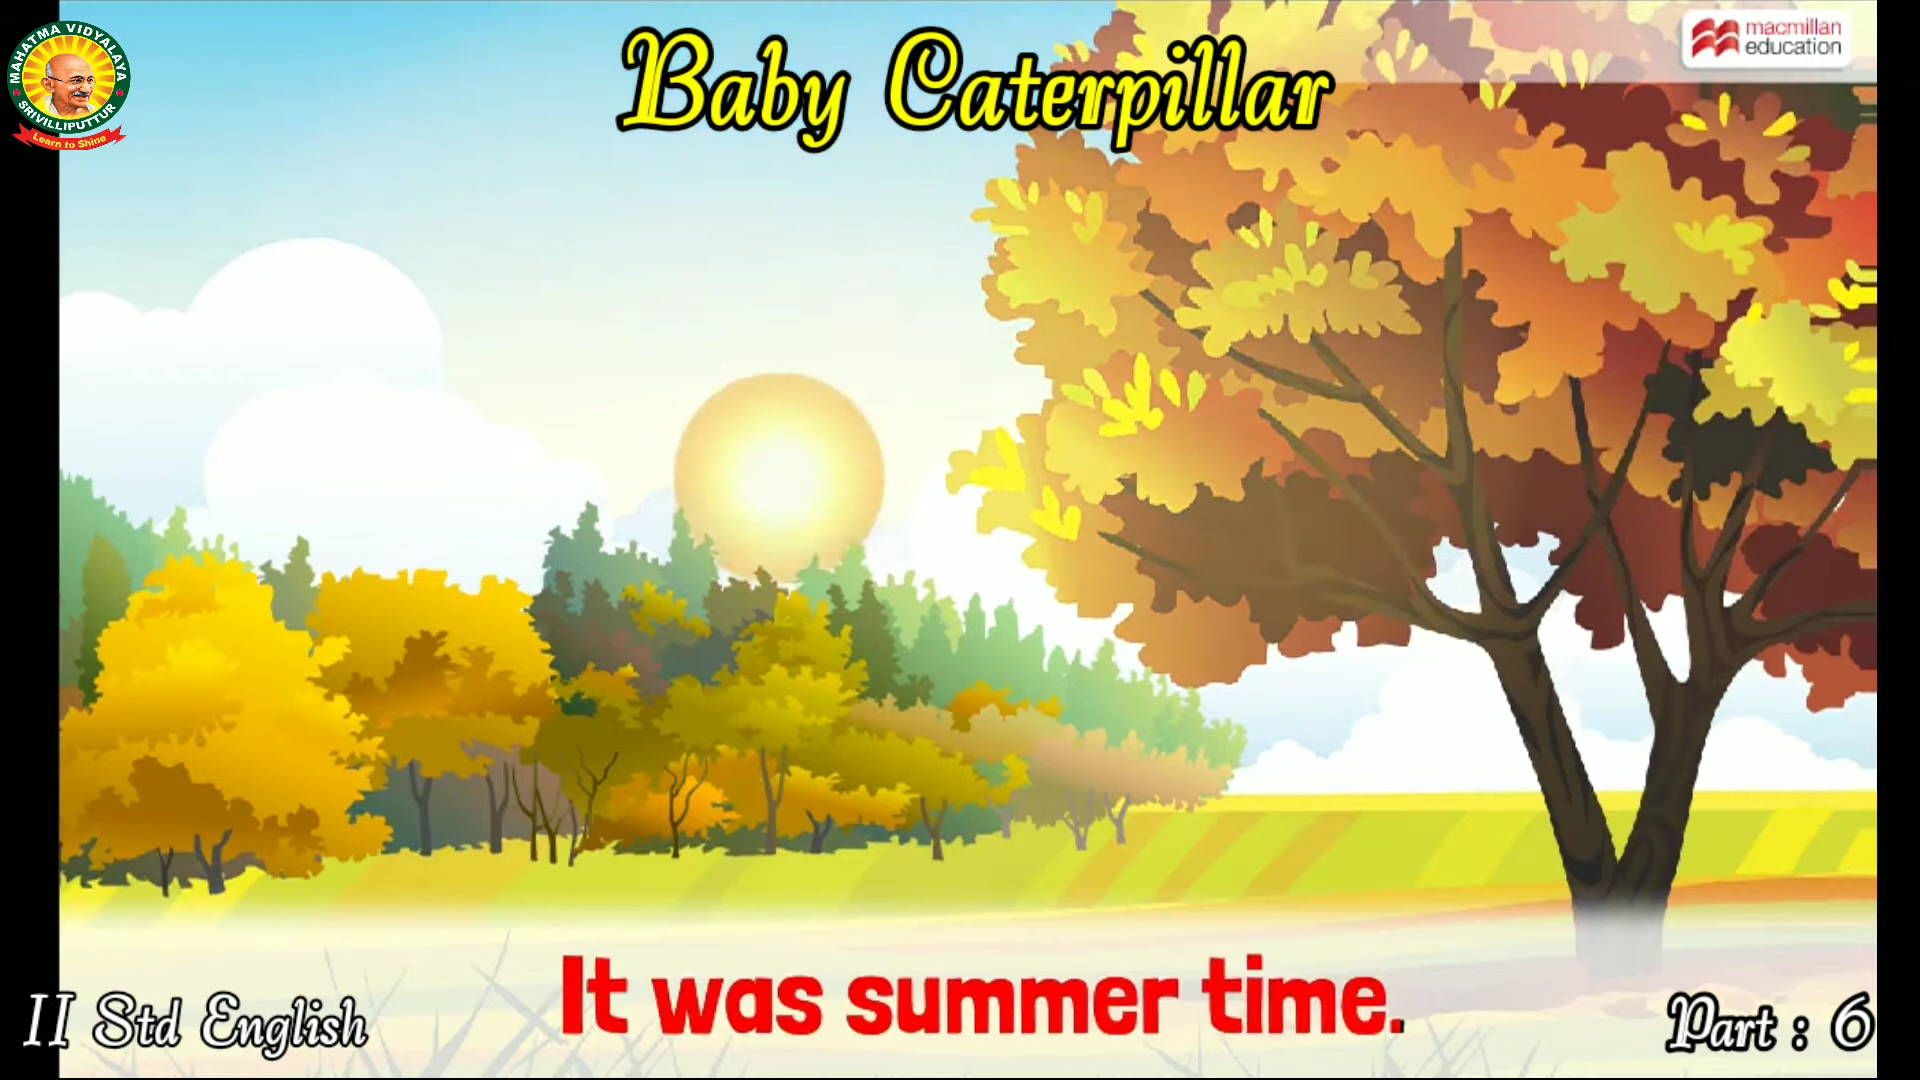 MAHATMA VIDYALAYA
SRIVILLIPUTTUR
Learn to Shine
Baby Caterpillar
macmillan
education
It was summer time.
II Std English
Part : 6